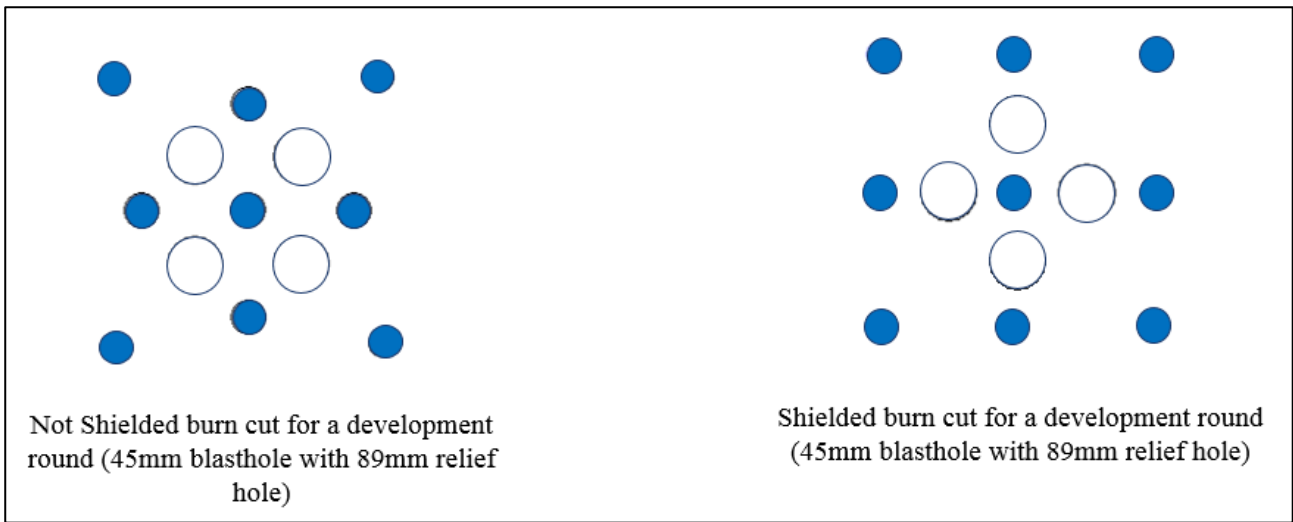 Not Shielded burn cut for a development
round (45mm blasthole with 89mm relief
hole)
Shielded burn cut for a development round
(45mm blasthole with 89mm relief hole)